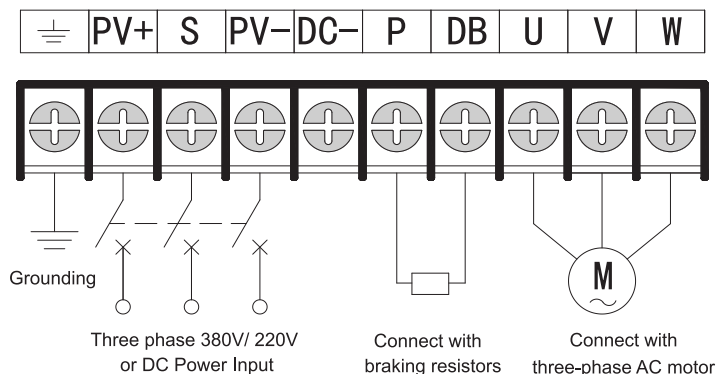 PV+ S PV- DC- P DB U V W
Grounding
M
Three phase 380V/ 220V
or DC Power Input
Connect with
braking resistors
Connect with
three-phase AC motor